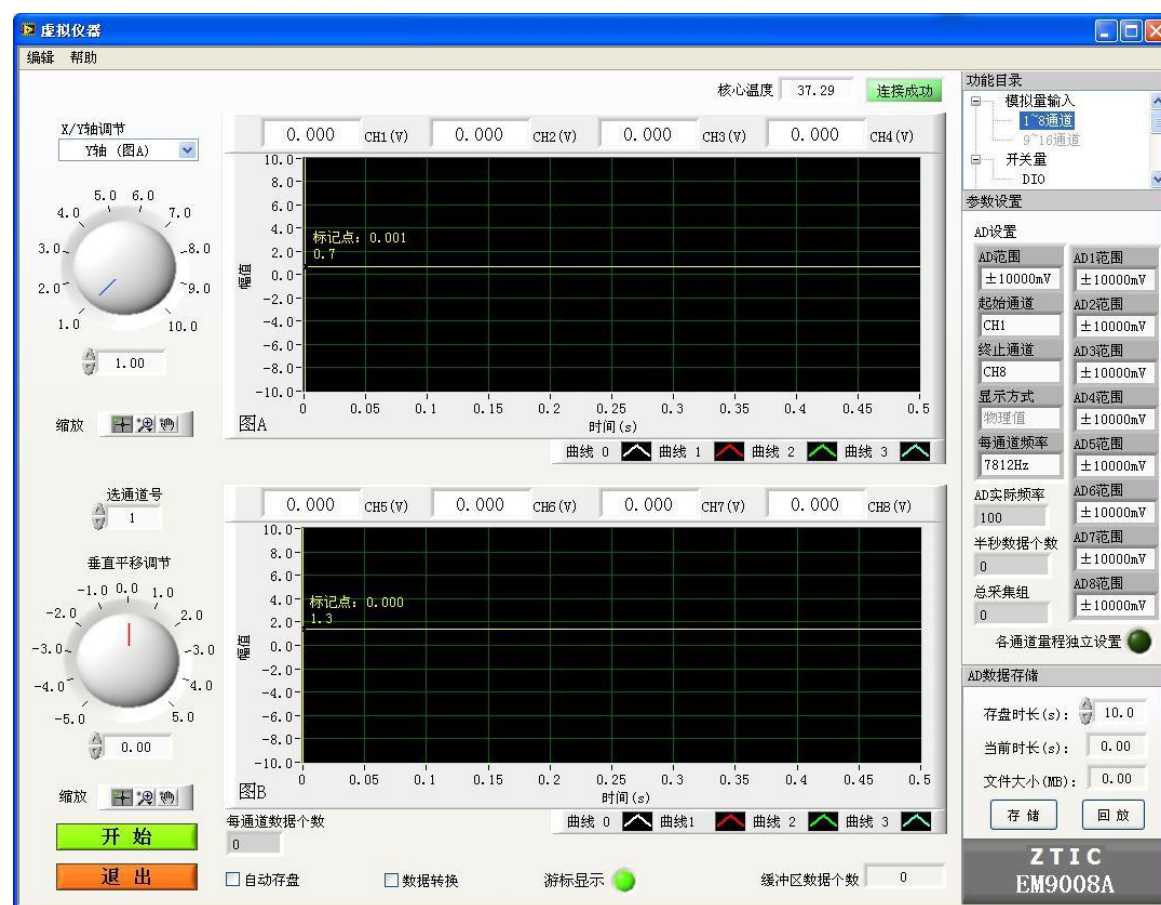 虚拟仪器
编辑 帮助
核心温度 37.29 连接成功
X/Y轴调节
Y轴 (图A)
5.0 6.0
4.0 7.0
3.0 8.0
2.0 9.0
1.0 10.0
1.00
缩放
0.000 CH1(V) 0.000 CH2(V) 0.000 CH3(V) 0.000 CH4(V)
10.0
8.0
6.0
4.0
2.0
0.0
-2.0
-4.0
-6.0
-8.0
-10.0
幅值
标记点: 0.001
0.7
0 0.05 0.1 0.15 0.2 0.25 0.3 0.35 0.4 0.45 0.5
图A
时间(s)
曲线 0 曲线 1 曲线 2 曲线 3
选通道号
1
垂直平移调节
-1.0 0.0 1.0
-2.0 2.0
-3.0 3.0
-4.0 4.0
-5.0 5.0
0.00
缩放
开 始
退 出
0.000 CH5(V) 0.000 CH6(V) 0.000 CH7(V) 0.000 CH8(V)
10.0
8.0
6.0
4.0
2.0
0.0
-2.0
-4.0
-6.0
-8.0
-10.0
幅值
标记点: 0.000
1.3
0 0.05 0.1 0.15 0.2 0.25 0.3 0.35 0.4 0.45 0.5
图B
时间(s)
曲线 0 曲线1 曲线 2 曲线 3
每通道数据个数
0
自动存盘 数据转换 游标显示 缓冲区数据个数 0
功能目录
模拟量输入
1~8通道
9~16通道
开关量
DIO
参数设置
AD设置
AD范围
±10000mV
起始通道
CH1
终止通道
CH8
显示方式
物理值
每通道频率
7812Hz
AD实际频率
100
半秒数据个数
0
总采集组
0
AD1范围
±10000mV
AD2范围
±10000mV
AD3范围
±10000mV
AD4范围
±10000mV
AD5范围
±10000mV
AD6范围
±10000mV
AD7范围
±10000mV
AD8范围
±10000mV
各通道量程独立设置
AD数据存储
存盘时长(s): 10.0
当前时长(s): 0.00
文件大小(MB): 0.00
存 储 回 放
ZTIC
EM9008A